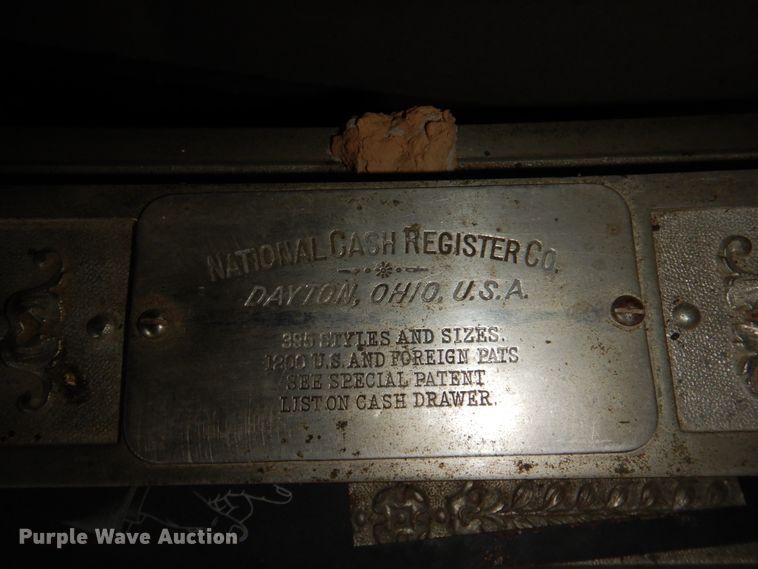 NATIONAL CASH REGISTER CO.
DAYTON, OHIO, U.S.A.
395 STYLES AND SIZES.
1200 U.S. AND FOREIGN PATS
SEE SPECIAL PATENT
LIST ON CASH DRAWER.
Purple Wave Auction®